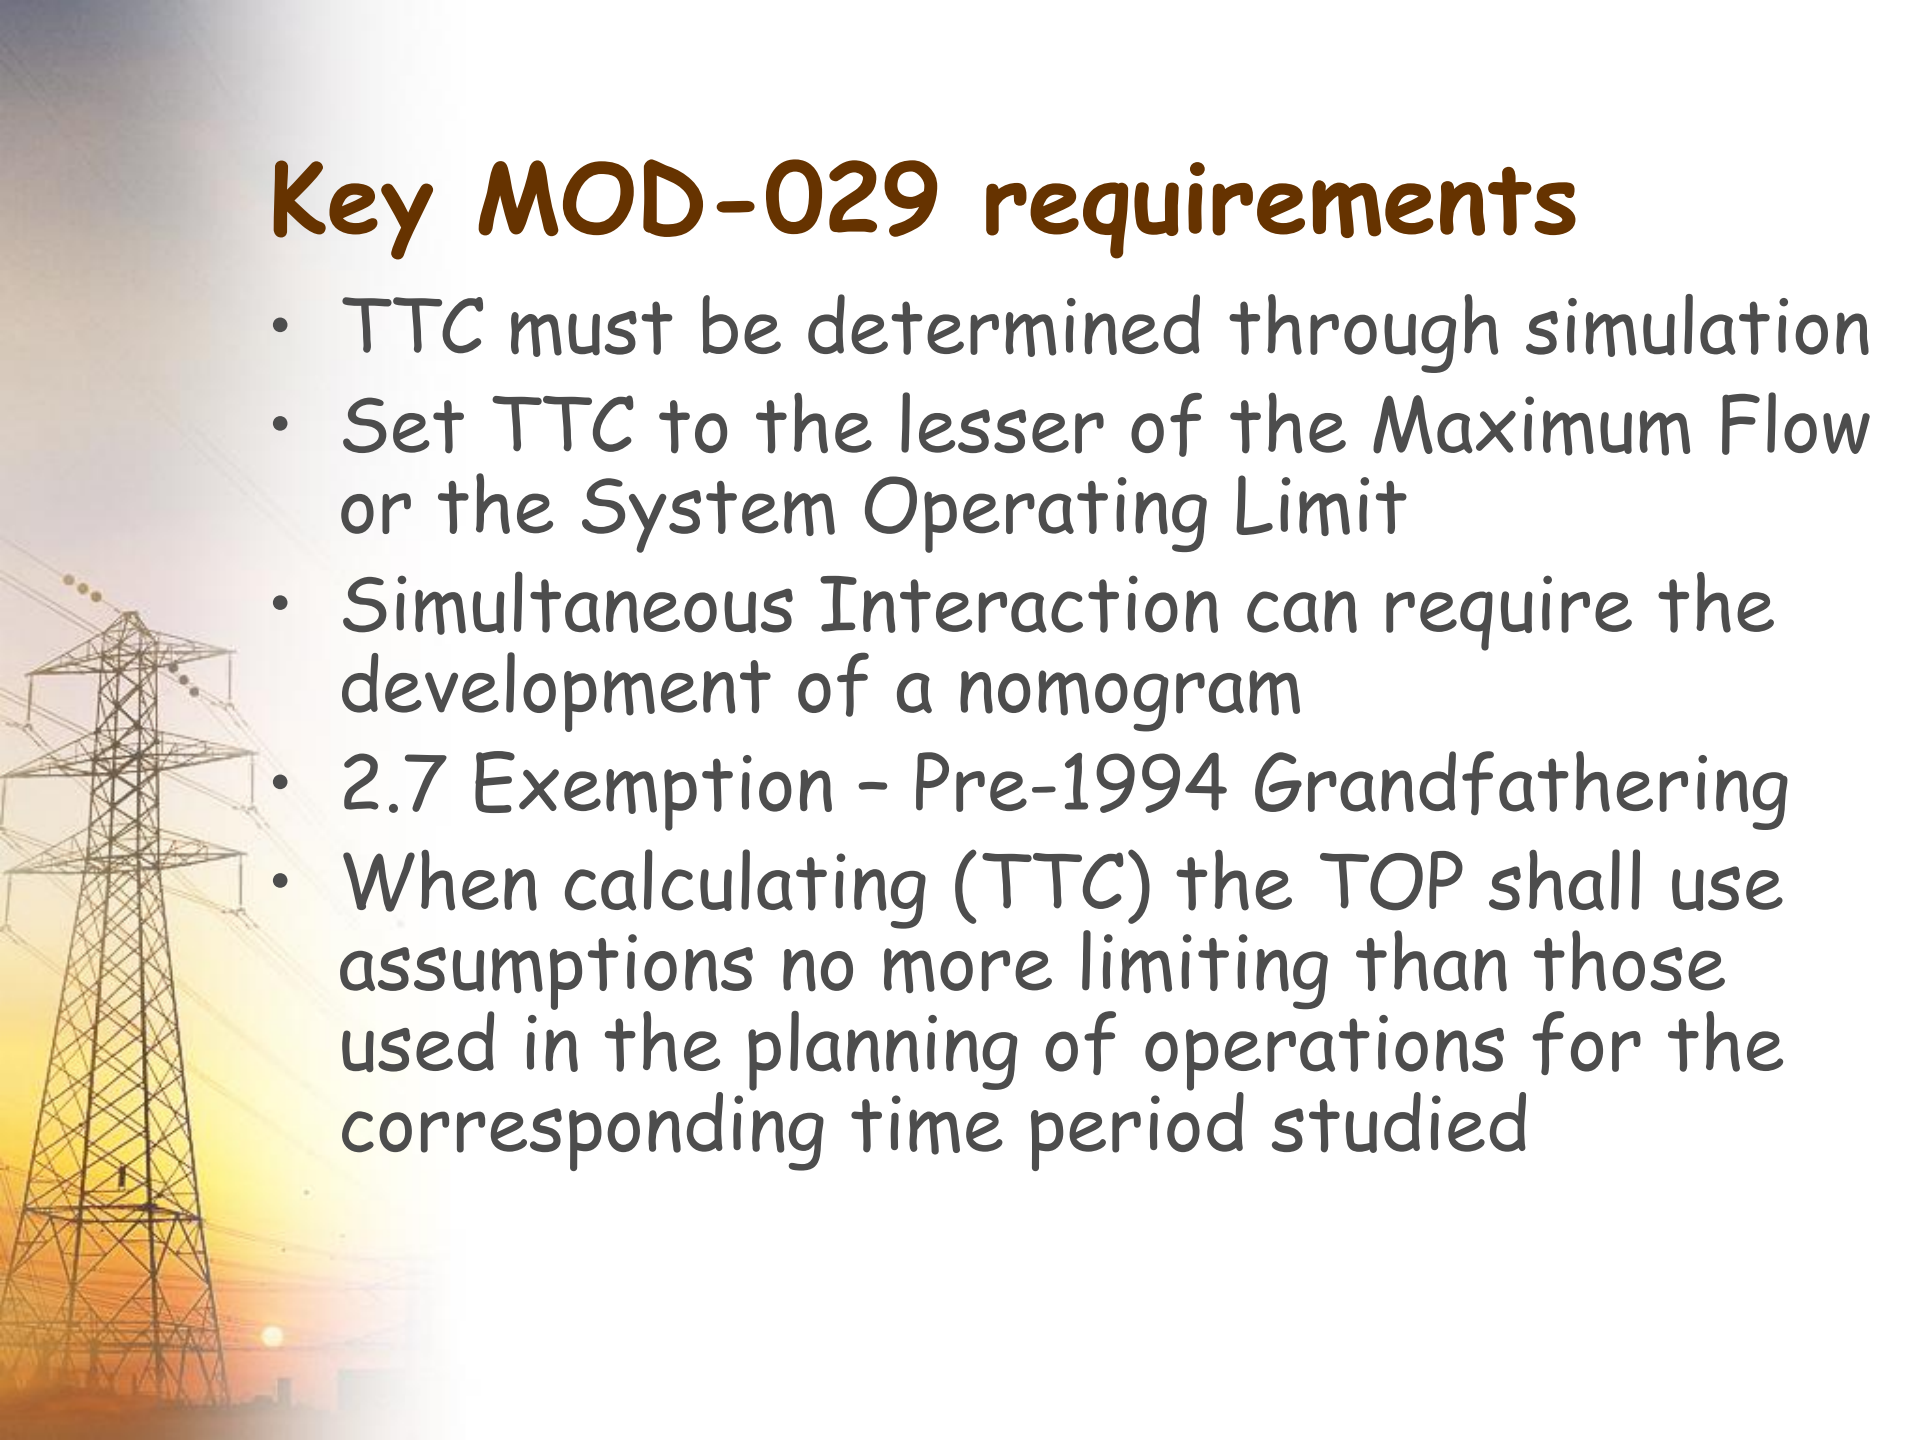 Key MOD-029 requirements
• TTC must be determined through simulation
• Set TTC to the lesser of the Maximum Flow
or the System Operating Limit
• Simultaneous Interaction can require the
development of a nomogram
• 2.7 Exemption – Pre-1994 Grandfathering
• When calculating (TTC) the TOP shall use
assumptions no more limiting than those
used in the planning of operations for the
corresponding time period studied